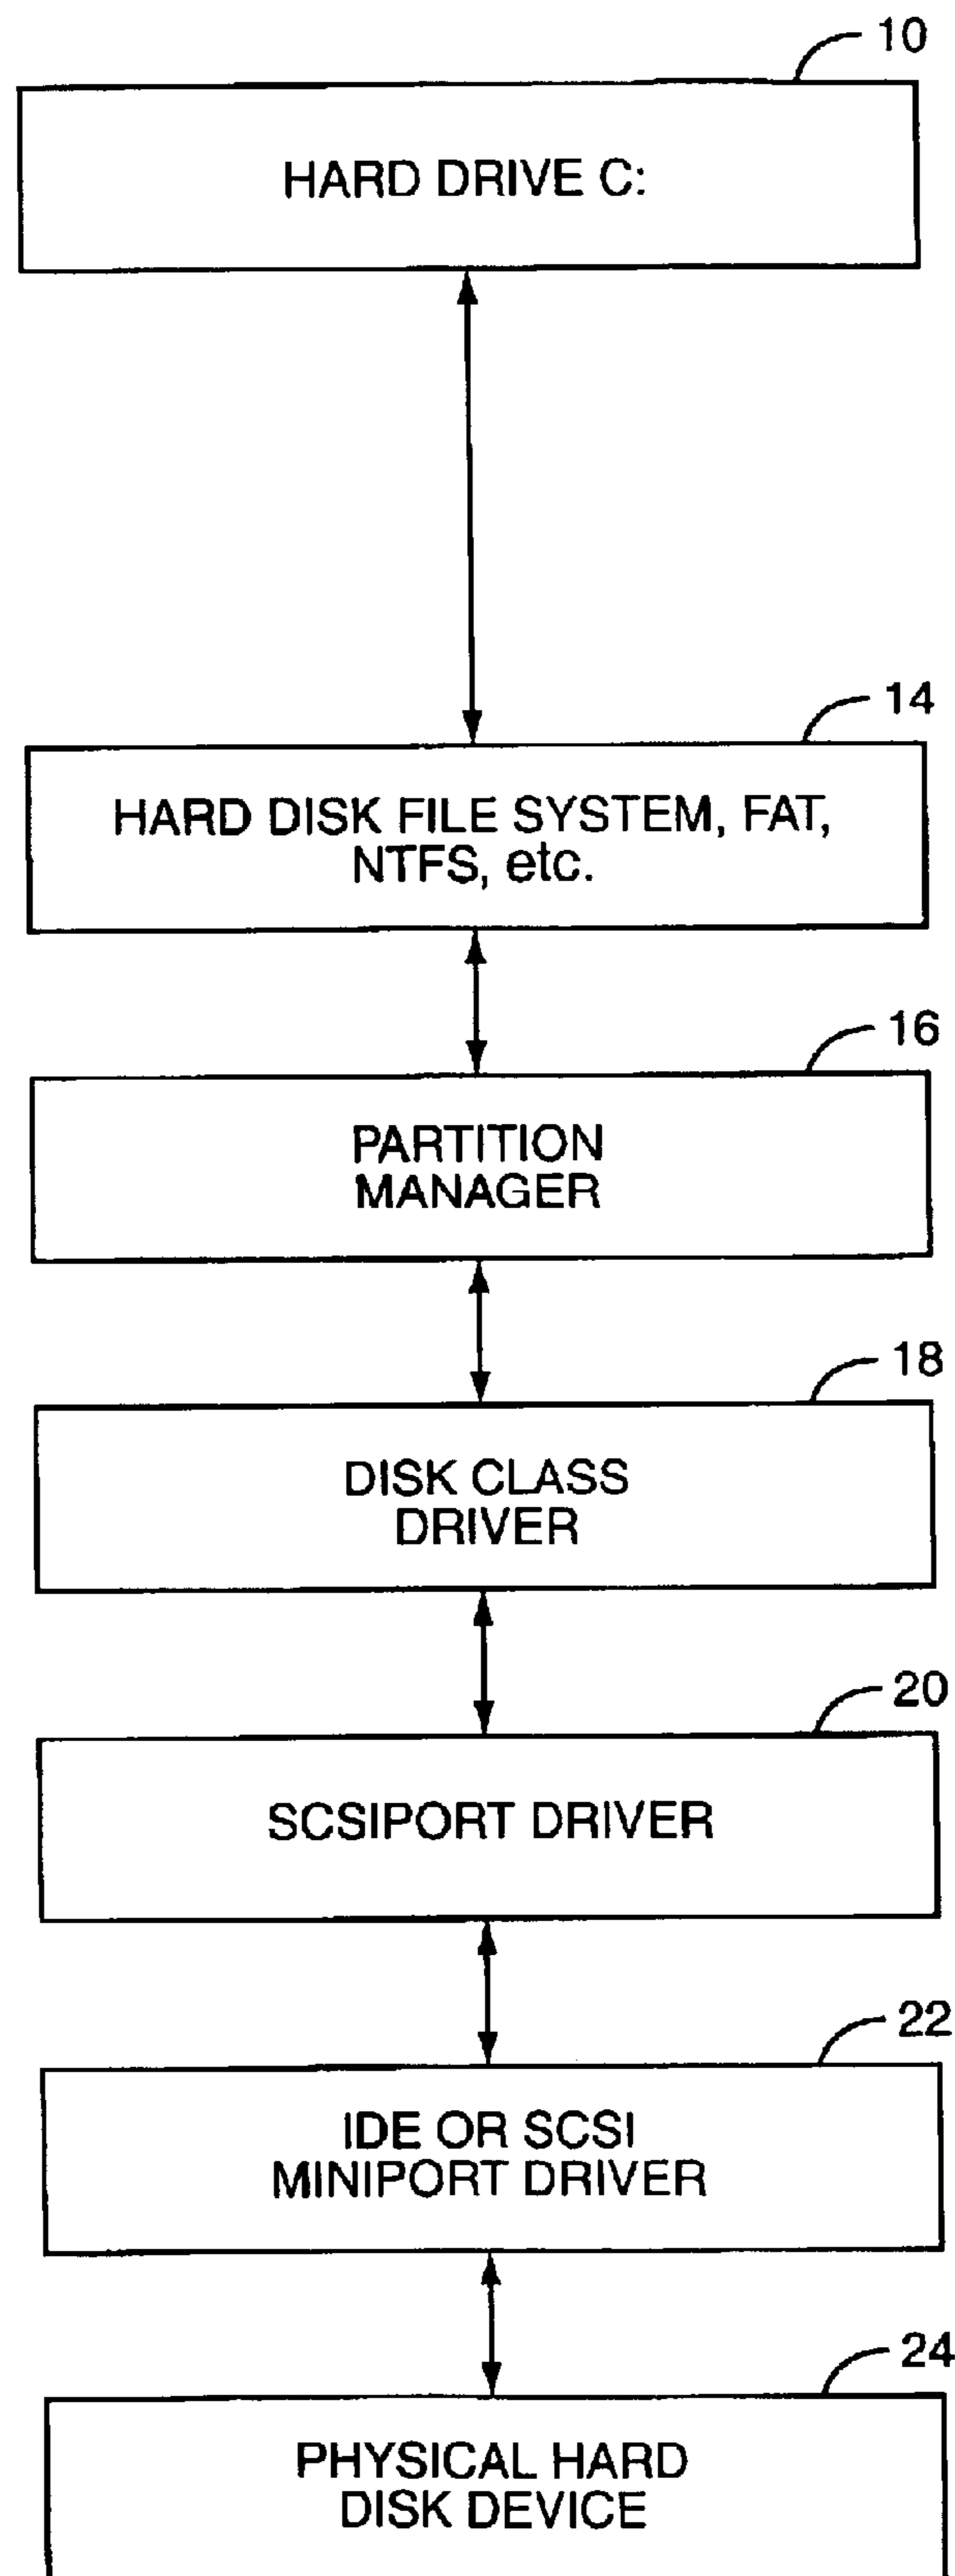 10
HARD DRIVE C:
14
HARD DISK FILE SYSTEM, FAT,
NTFS, etc.
16
PARTITION
MANAGER
18
DISK CLASS
DRIVER
20
SCSIPORT DRIVER
22
IDE OR SCSI
MINIPORT DRIVER
24
PHYSICAL HARD
DISK DEVICE